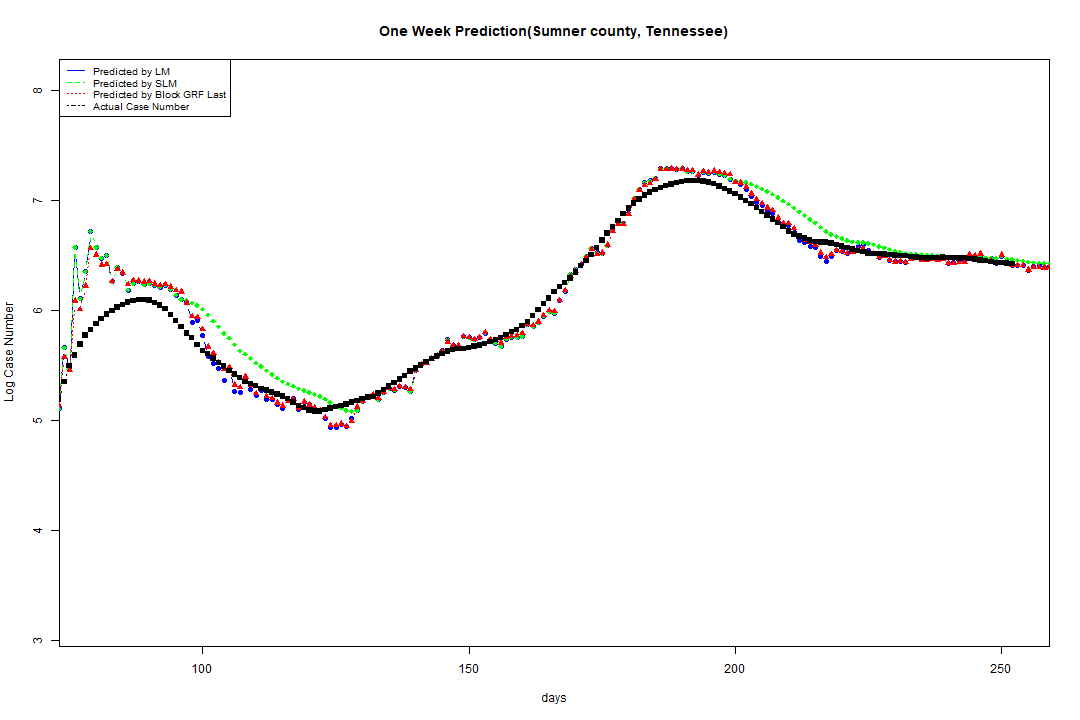 One Week Prediction(Sumner county, Tennessee)
Predicted by LM
Predicted by SLM
Predicted by Block GRF Last
Actual Case Number
8
7
6
5
4
3
Log Case Number
100 150 200 250
days